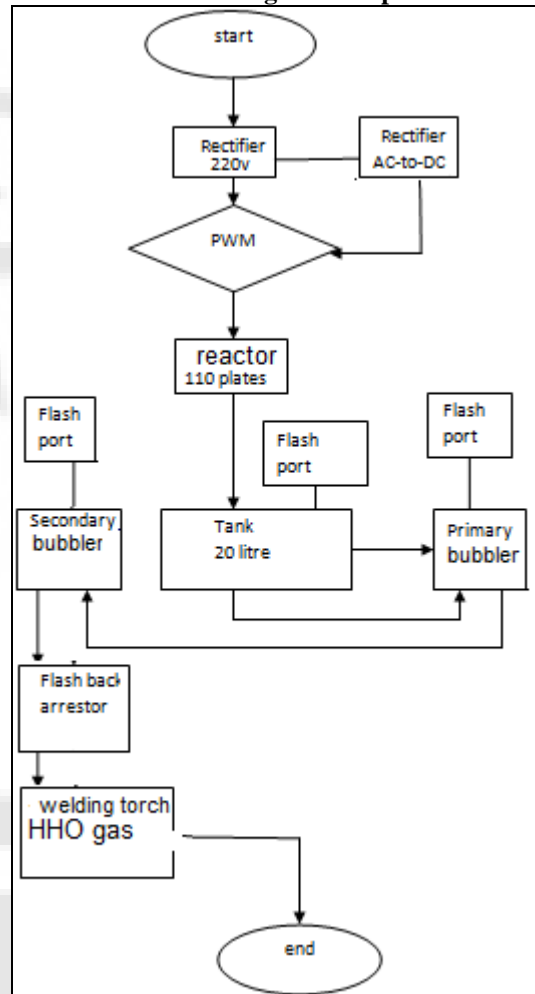 start
Rectifier
220v
Rectifier
AC-to-DC
PWM
reactor
110 plates
Flash
port
Flash
port
Flash
port
Secondary
bubbler
Tank
20 litre
Primary
bubbler
Flash back
arrestor
welding torch
HHO gas
end